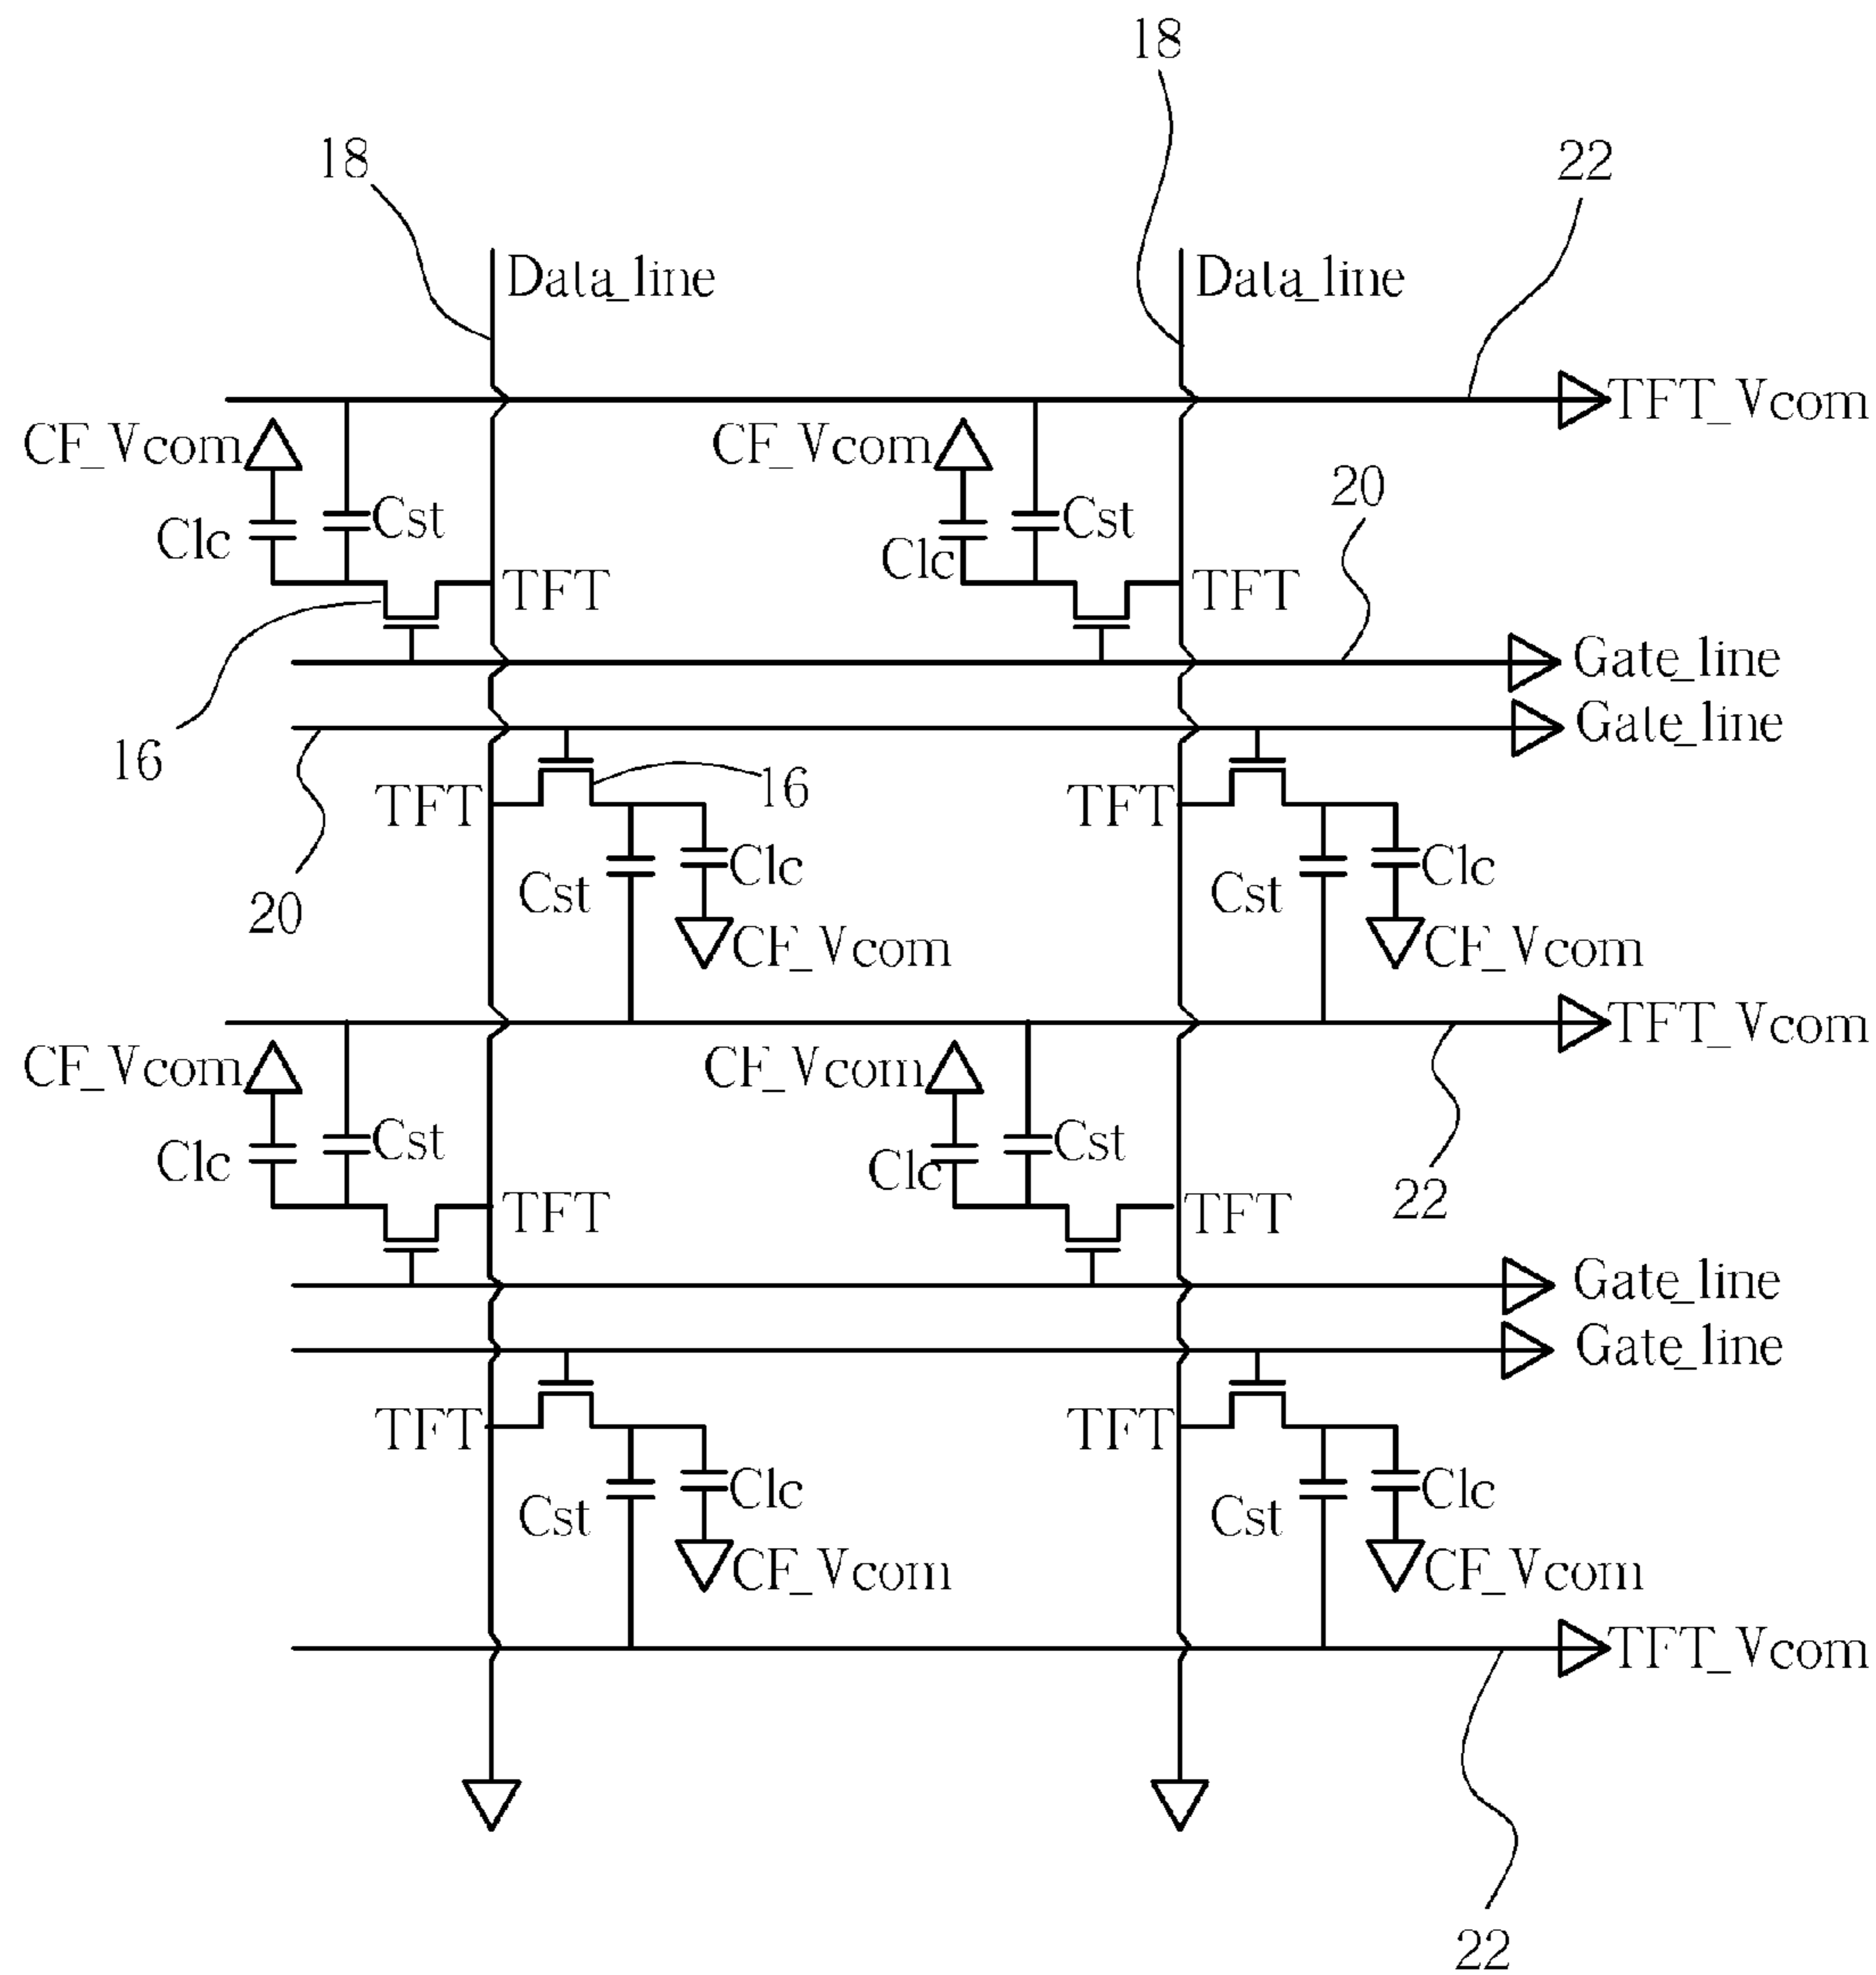 18
18
22
Data_line
Data_line
TFT_Vcom
CF_Vcom
CF_Vcom
20
Clc
Cst
Clc
Cst
TFT
TFT
Gate_line
Gate_line
16
TFT
16
TFT
20
Cst
Clc
Cst
Clc
CF_Vcom
CF_Vcom
TFT_Vcom
CF_Vcom
CF_Vcom
Clc
Cst
Clc
Cst
22
TFT
TFT
Gate_line
Gate_line
TFT
TFT
Cst
Clc
Cst
Clc
CF_Vcom
CF_Vcom
TFT_Vcom
22